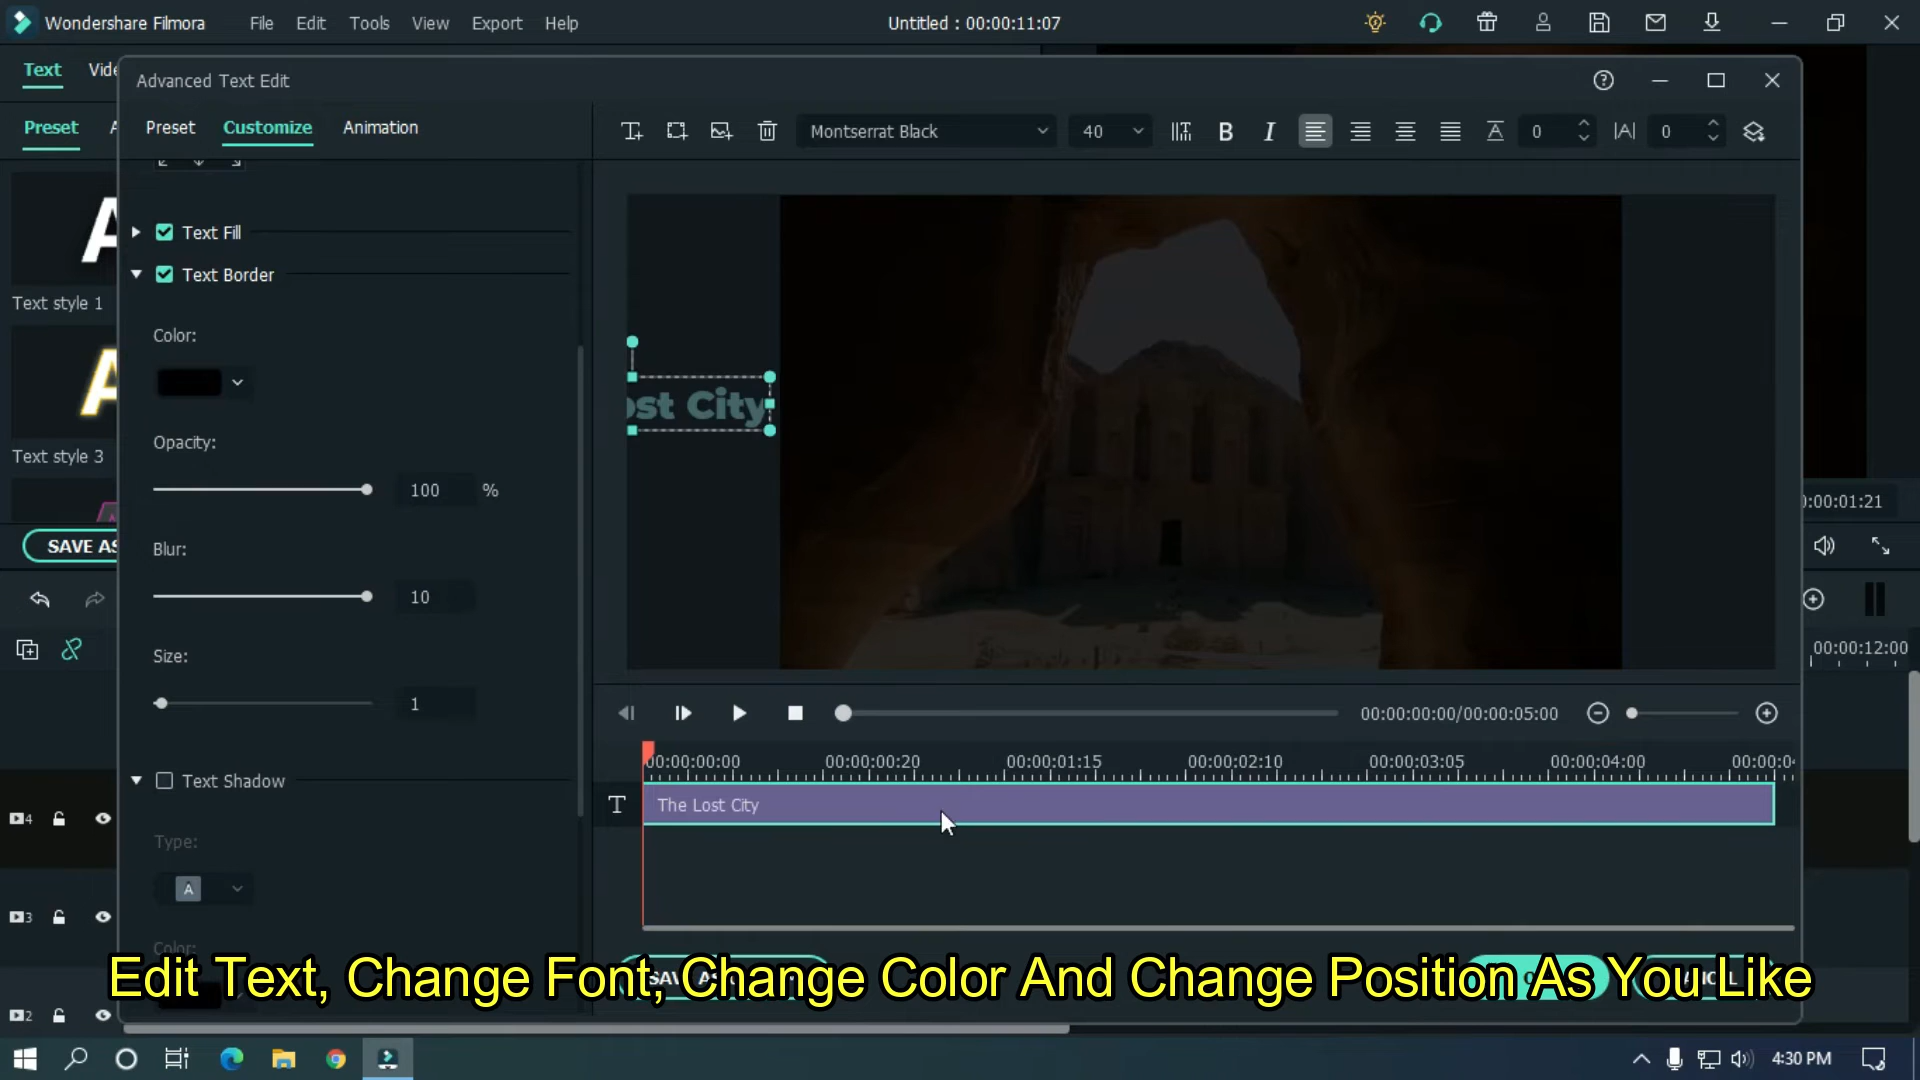 Wondershare Filmora File Edit Tools View Export Help Untitled : 00:00:11:07
Text
Advanced Text Edit
Preset
Preset Customize Animation
Montserrat Black 40 B I 0 0
Text Fill
Text Border
Text style 1
Color:
ost City
Opacity:
Text style 3
100 %
00:00:01:21
SAVE AS
Blur:
10
Size:
00:00:12:00
1
00:00:00:00/00:00:05:00
00:00:00:00 00:00:00:20 00:00:01:15 00:00:02:10 00:00:03:05 00:00:04:00
Text Shadow
T The Lost City
4
Type:
A
3
Color:
Edit Text, Change Font, Change Color And Change Position As You Like
2
4:30 PM